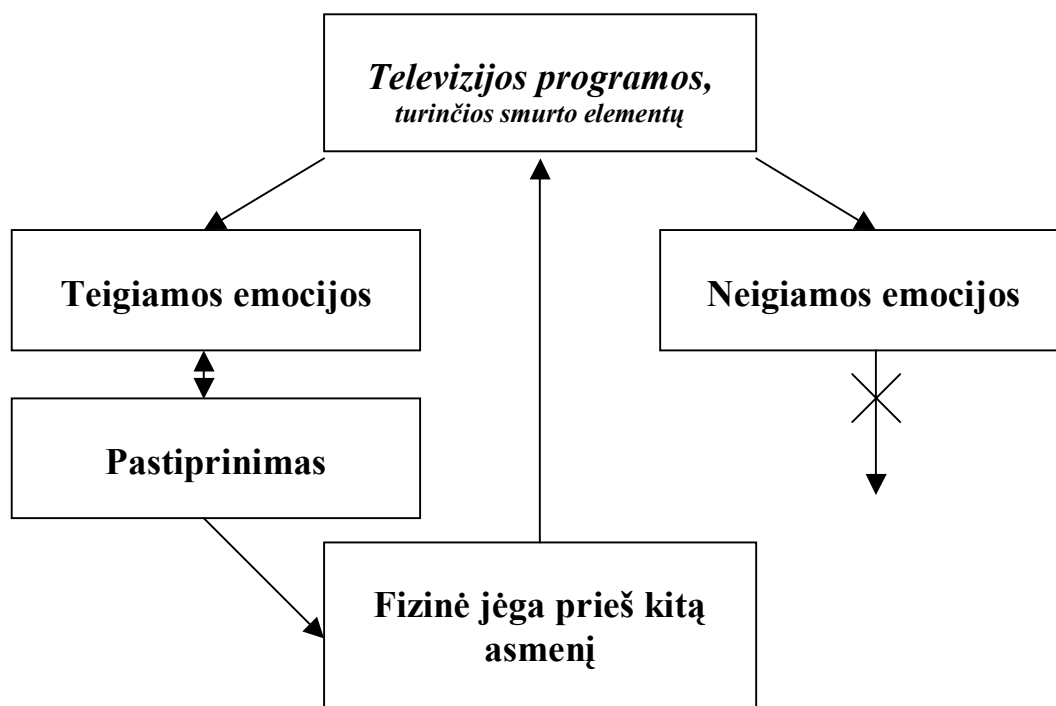 Televizijos programos,
turinčios smurto elementų
Teigiamos emocijos
Neigiamos emocijos
Pastiprinimas
Fizinė jėga prieš kitą
asmenį